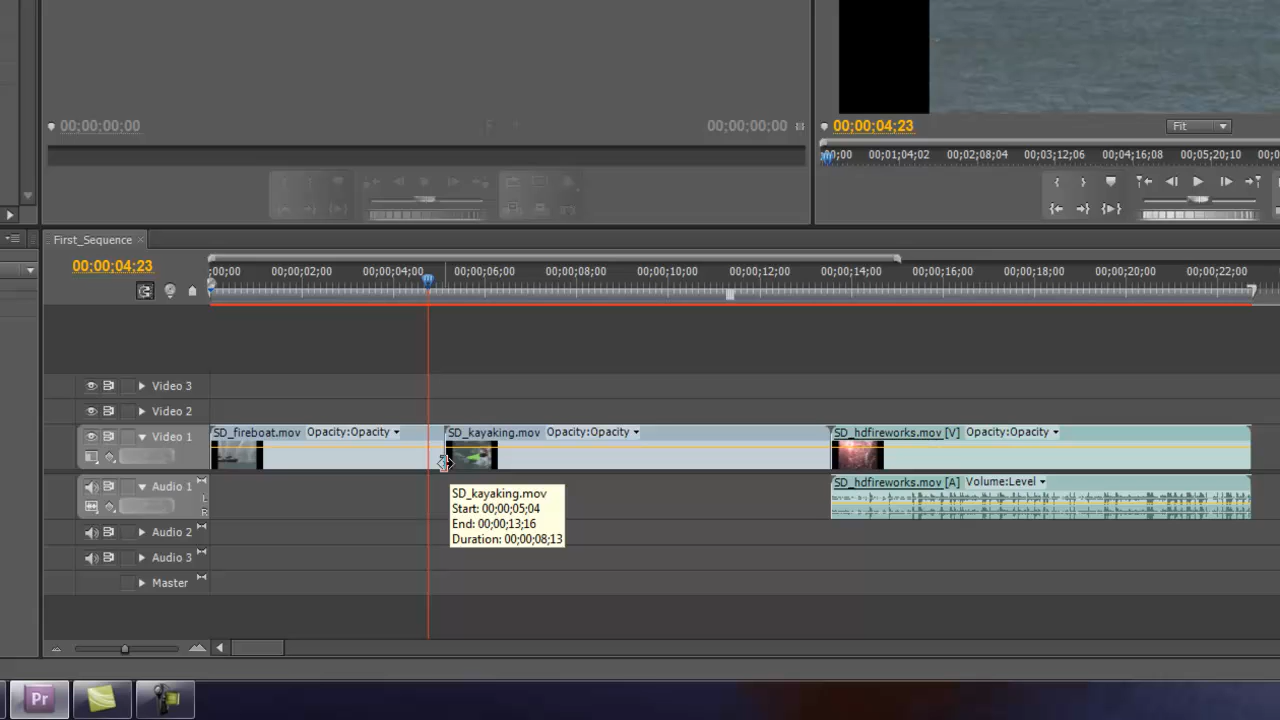 00;00;00;00
00;00;00;00
00;00;04;23
Fit
00;00
00;01;04;02
00;02;08;04
00;03;12;06
00;04;16;08
00;05;20;10
00
First_Sequence
00;00;04;23
;00;00
00;00;02;00
00;00;04;00
00;00;06;00
00;00;08;00
00;00;10;00
00;00;12;00
00;00;14;00
00;00;16;00
00;00;18;00
00;00;20;00
00;00;22;00
Video 3
Video 2
Video 1
SD_fireboat.mov Opacity:Opacity
SD_kayaking.mov Opacity:Opacity
SD_hdfireworks.mov [V] Opacity:Opacity
Audio 1
L
R
SD_hdfireworks.mov [A] Volume:Level
SD_kayaking.mov
Start: 00;00;05;04
End: 00;00;13;16
Duration: 00;00;08;13
Audio 2
Audio 3
Master
Pr